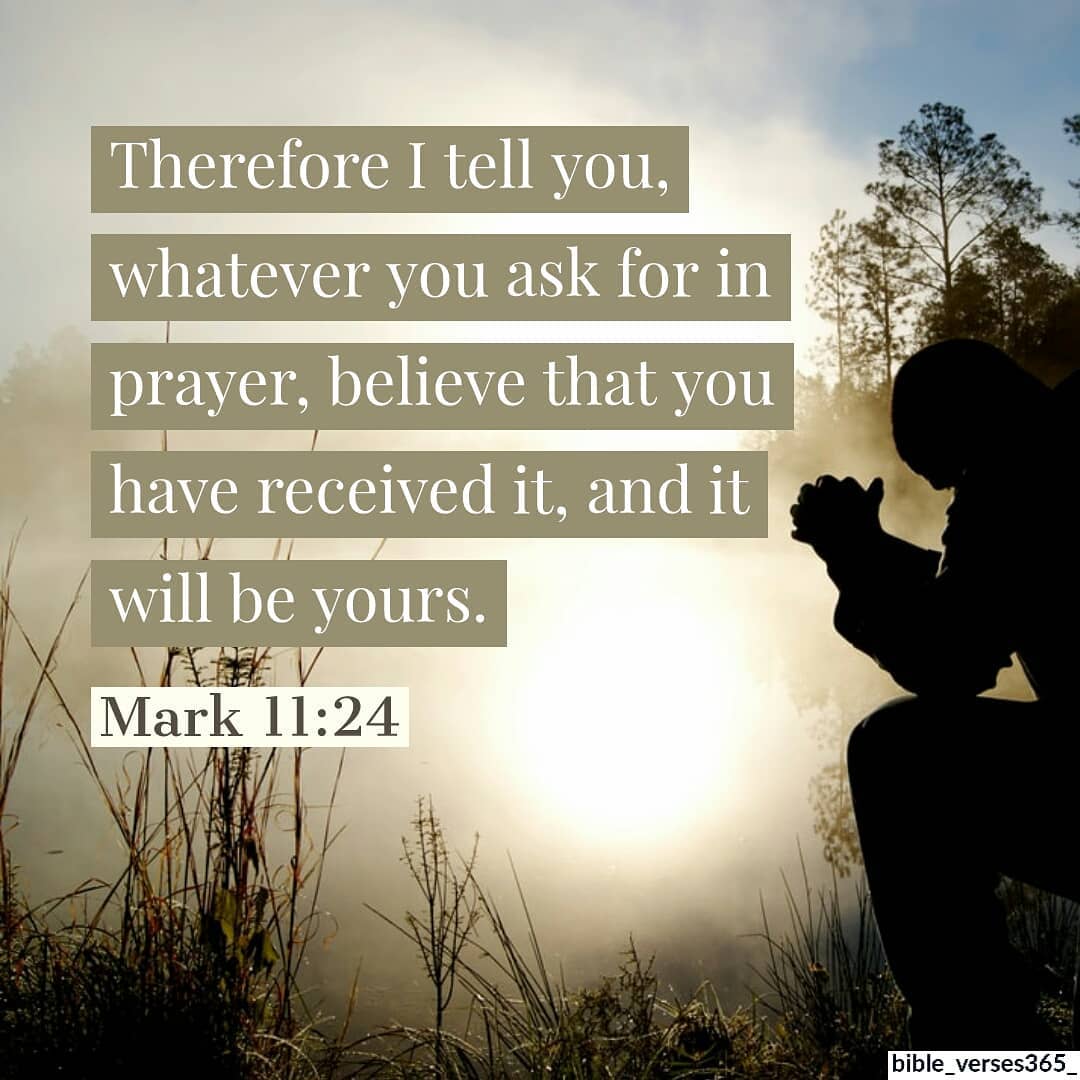 Therefore I tell you,
whatever you ask for in
prayer, believe that you
have received it, and it
will be yours.
Mark 11:24
bible_verses365_